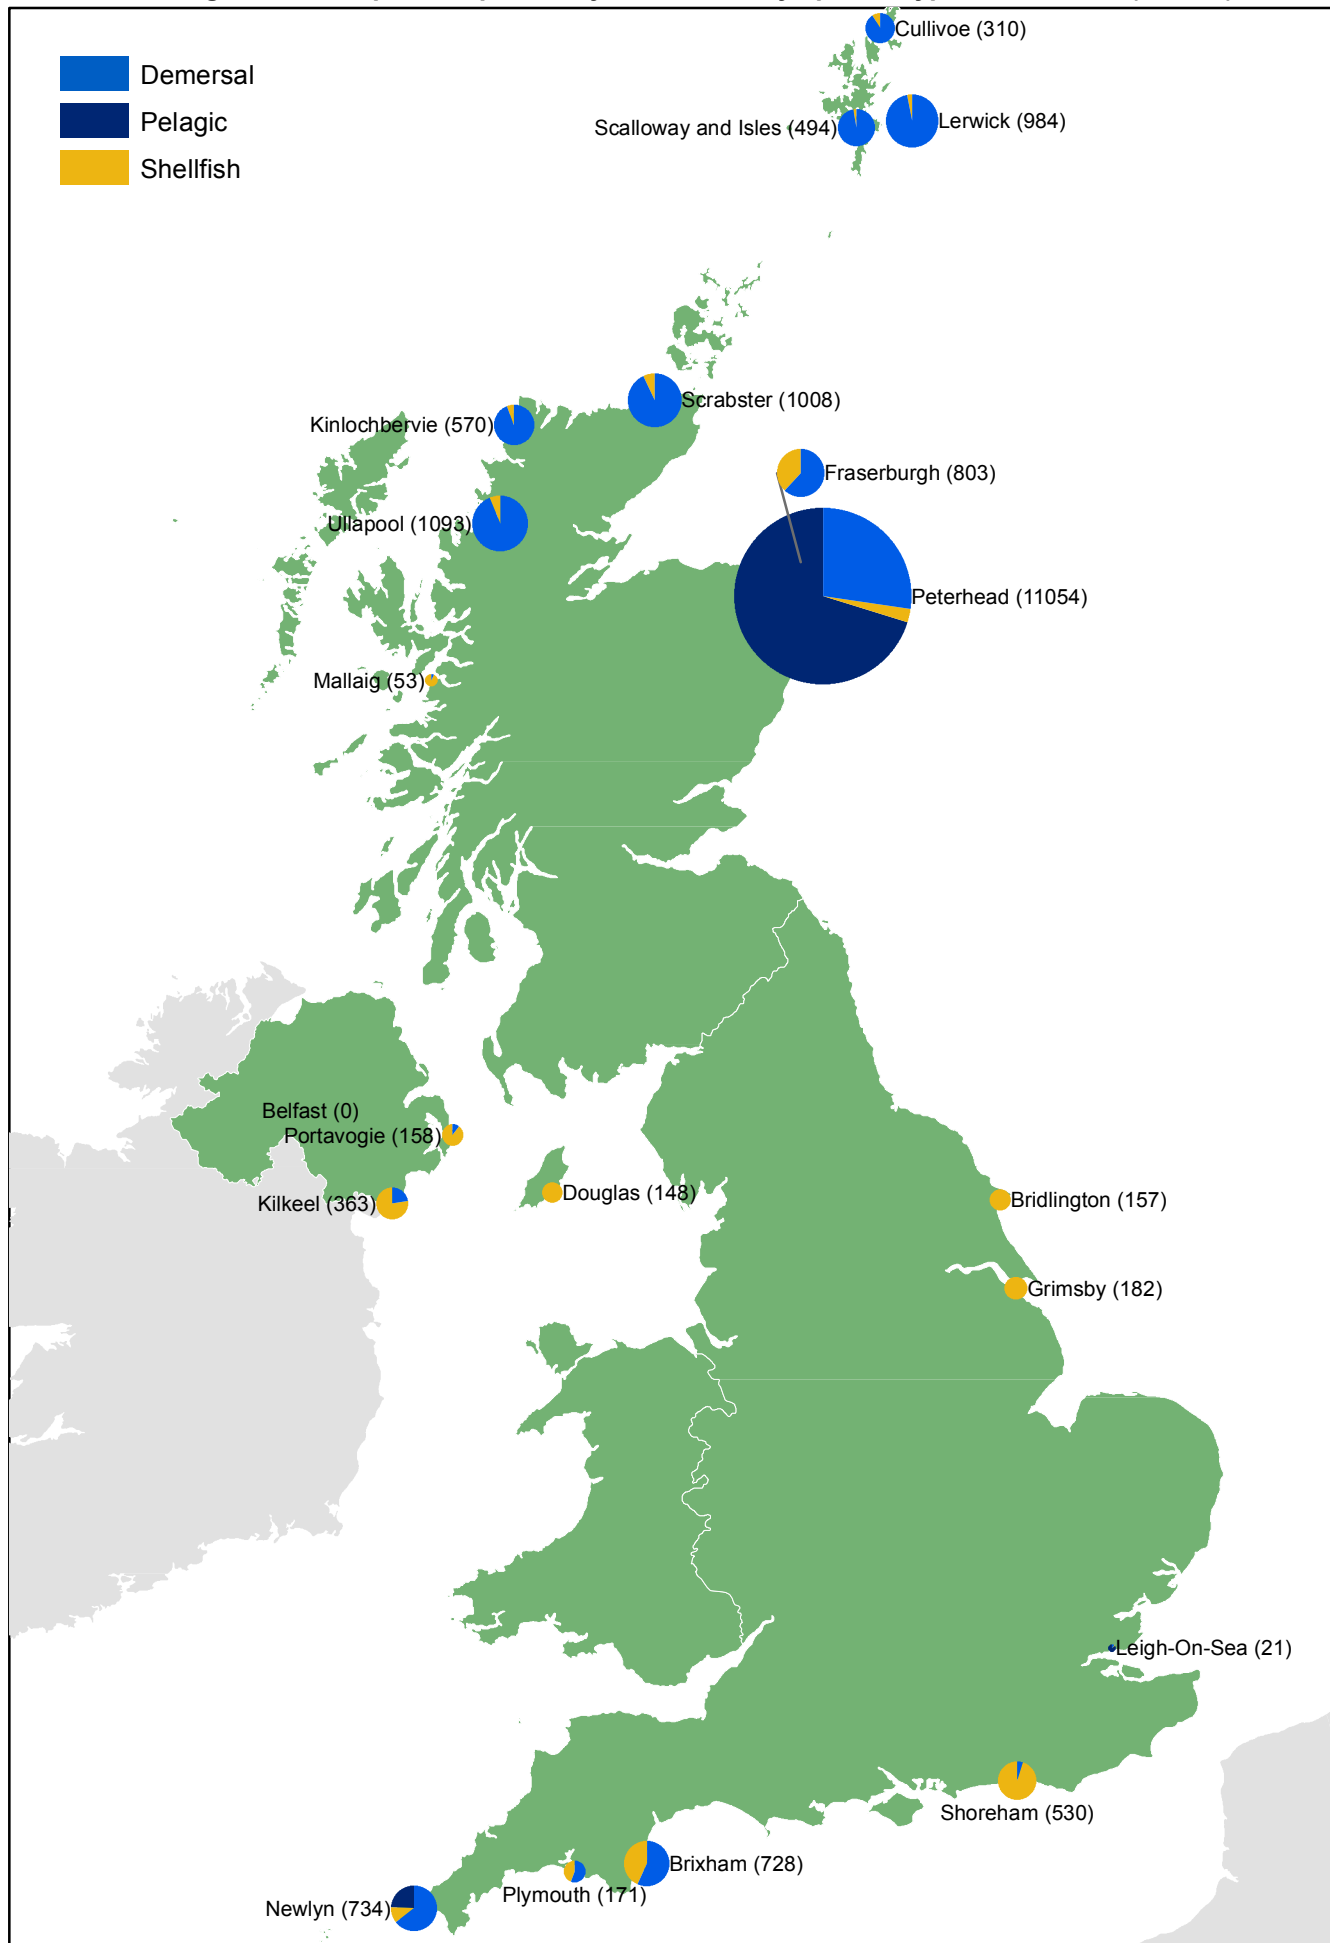 Cullivoe (310)
Demersal
Pelagic
Shellfish
Scalloway and Isles (494)
Lerwick (984)
Scrabster (1008)
Kinlochbervie (570)
Fraserburgh (803)
Ullapool (1093)
Peterhead (11054)
Mallaig (53)
Belfast (0)
Portavogie (158)
Douglas (148)
Kilkeel (363)
Bridlington (157)
Grimsby (182)
Leigh-On-Sea (21)
Shoreham (530)
Brixham (728)
Plymouth (171)
Newlyn (734)